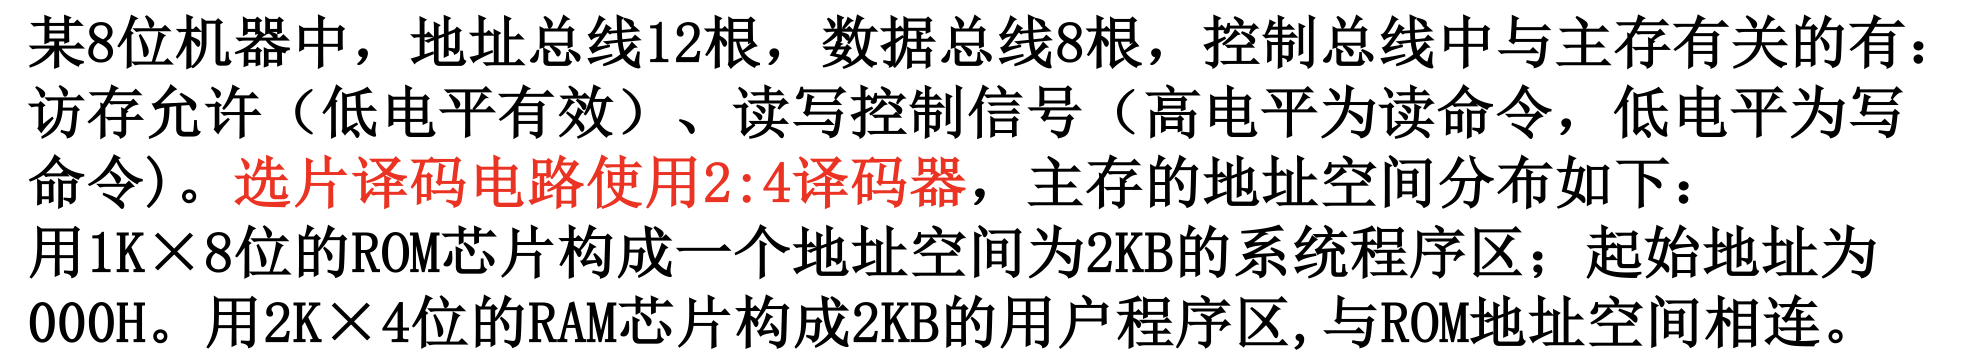 某8位机器中，地址总线12根，数据总线8根，控制总线中与主存有关的有：
访存允许（低电平有效）、读写控制信号（高电平为读命令，低电平为写
命令)。选片译码电路使用2:4译码器，主存的地址空间分布如下：
用1K×8位的ROM芯片构成一个地址空间为2KB的系统程序区；起始地址为
000H。用2K×4位的RAM芯片构成2KB的用户程序区,与ROM地址空间相连。